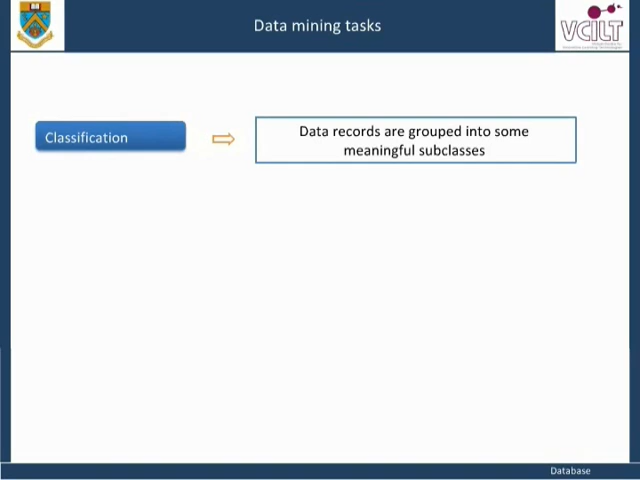 Data mining tasks
VCILT
Classification
Data records are grouped into some
meaningful subclasses
Database